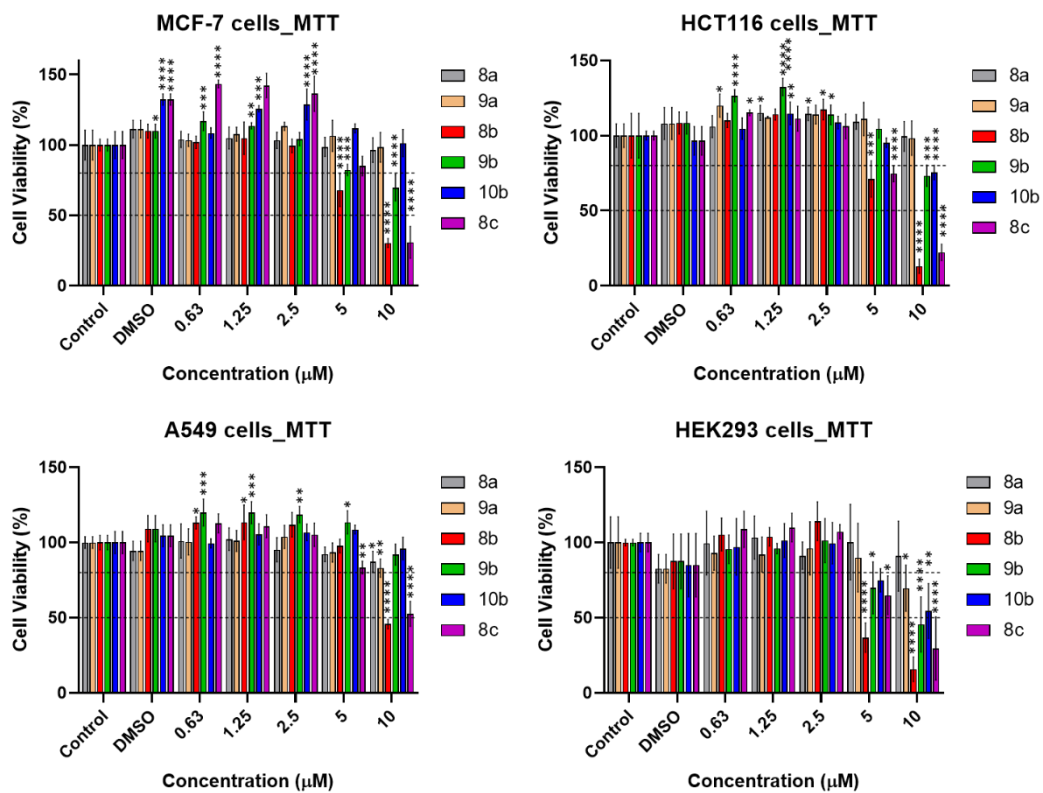 MCF-7 cells_MTT
Cell Viability (%)
150
100
50
0
**** **** * *** **** ** *** **** **** **** **** **** **** ****
Control
DMSO
0.63
1.25
2.5
5
10
Concentration (μM)
8a
9a
8b
9b
10b
8c
HCT116 cells_MTT
Cell Viability (%)
150
100
50
0
Control
DMSO
0.63
1.25
2.5
5
10
Concentration (μM)
8a
9a
8b
9b
10b
8c
A549 cells_MTT
Cell Viability (%)
150
100
50
0
Control
DMSO
0.63
1.25
2.5
5
10
Concentration (μM)
8a
9a
8b
9b
10b
8c
HEK293 cells_MTT
Cell Viability (%)
150
100
50
0
Control
DMSO
0.63
1.25
2.5
5
10
Concentration (μM)
8a
9a
8b
9b
10b
8c